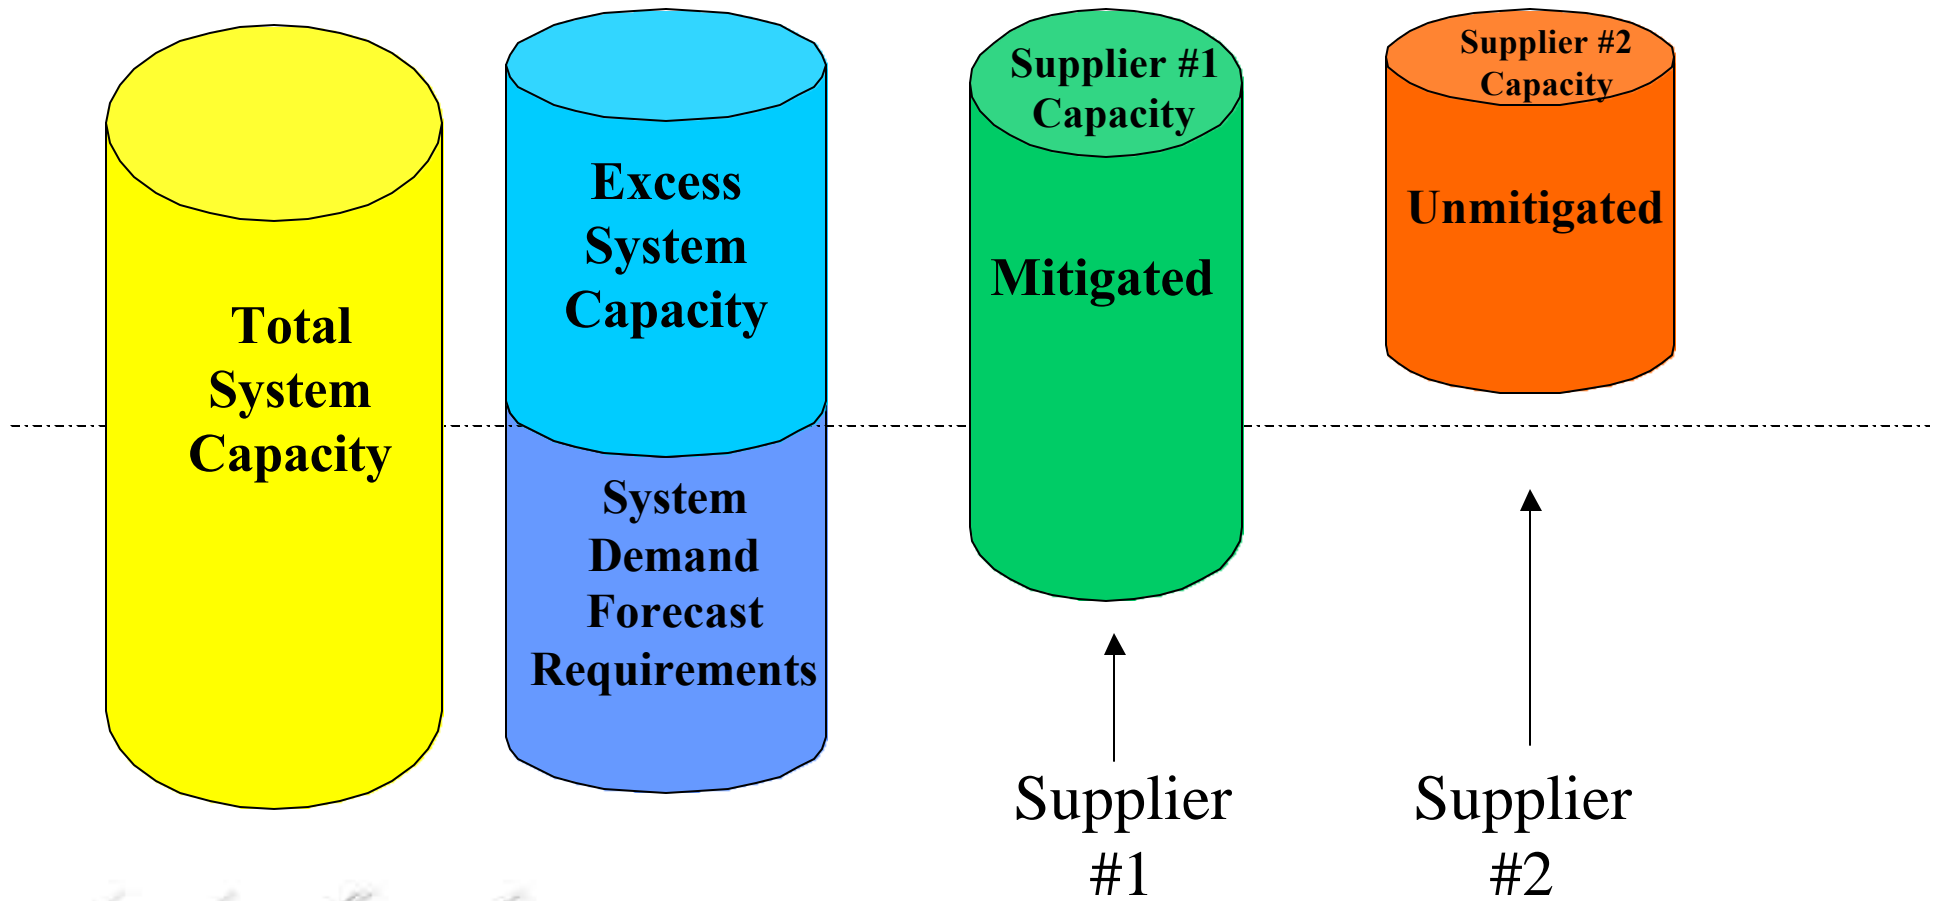 Total
System
Capacity
Excess
System
Capacity
System
Demand
Forecast
Requirements
Supplier #1
Capacity
Mitigated
Supplier #2
Capacity
Unmitigated
Supplier
#1
Supplier
#2